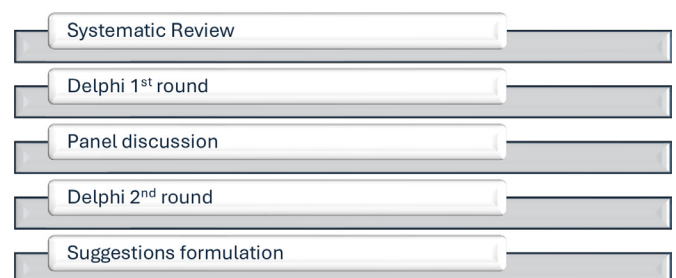 Systematic Review
Delphi 1st round
Panel discussion
Delphi 2nd round
Suggestions formulation